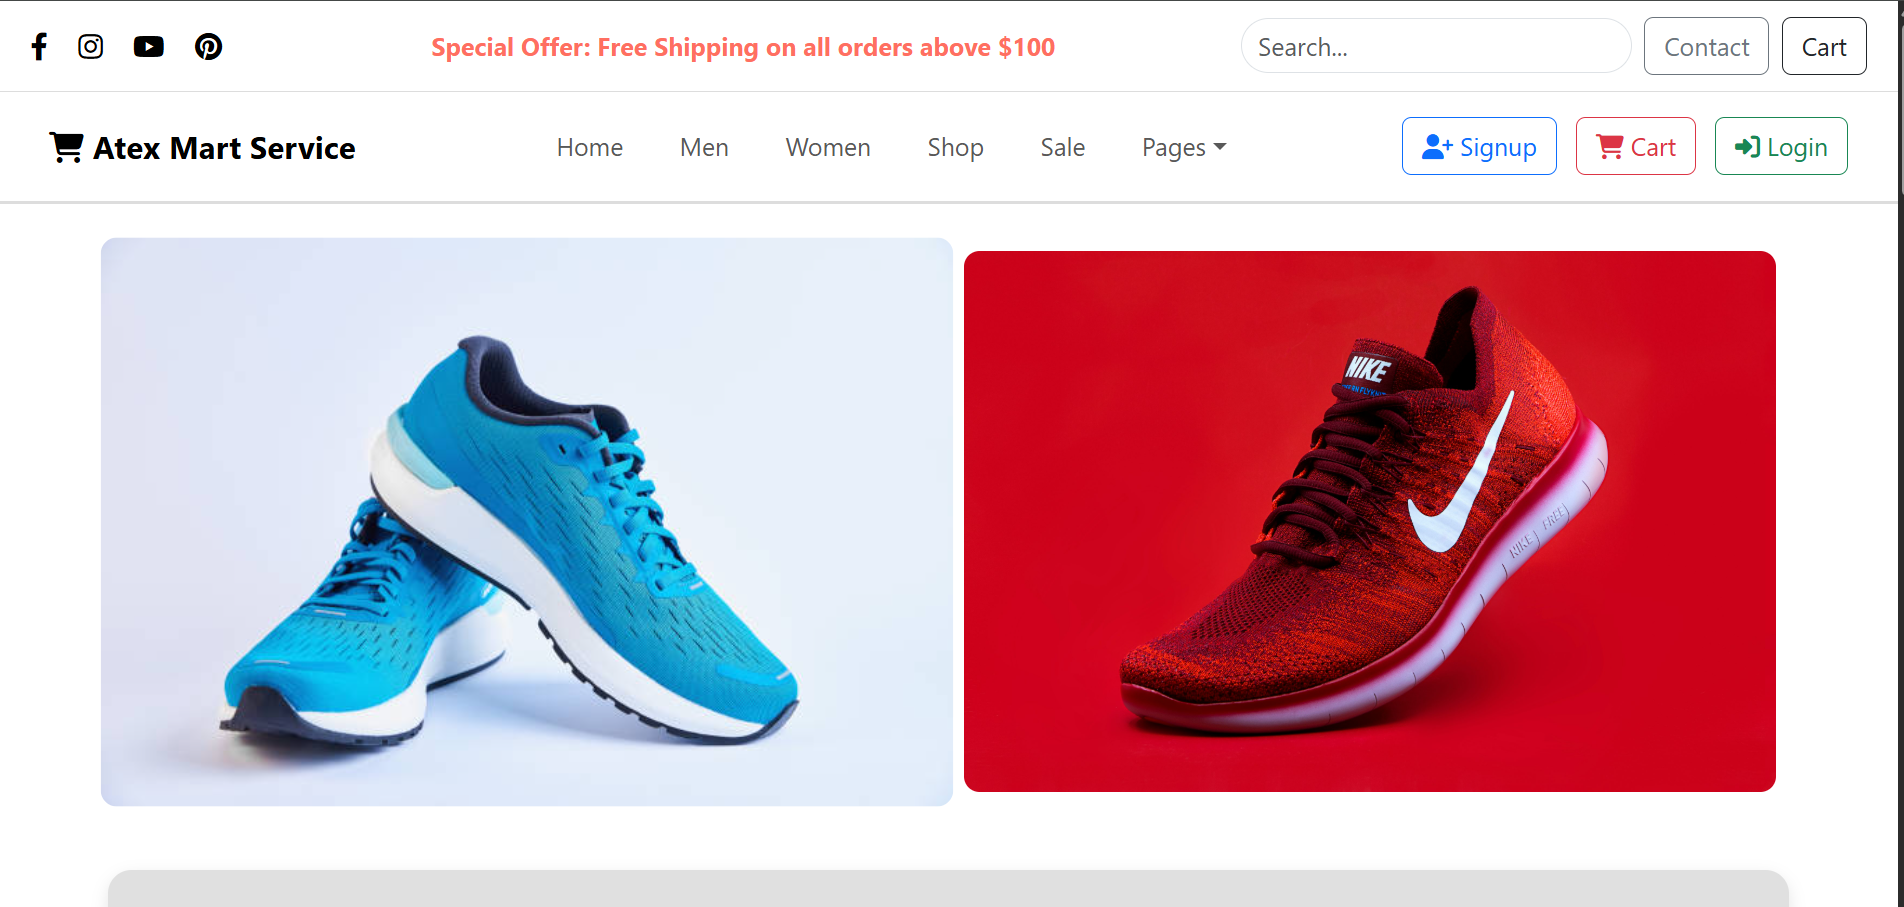 Special Offer: Free Shipping on all orders above $100
Search...
Contact
Cart
Atex Mart Service
Home
Men
Women
Shop
Sale
Pages
Signup
Cart
Login
NIKE
NIKE FREE